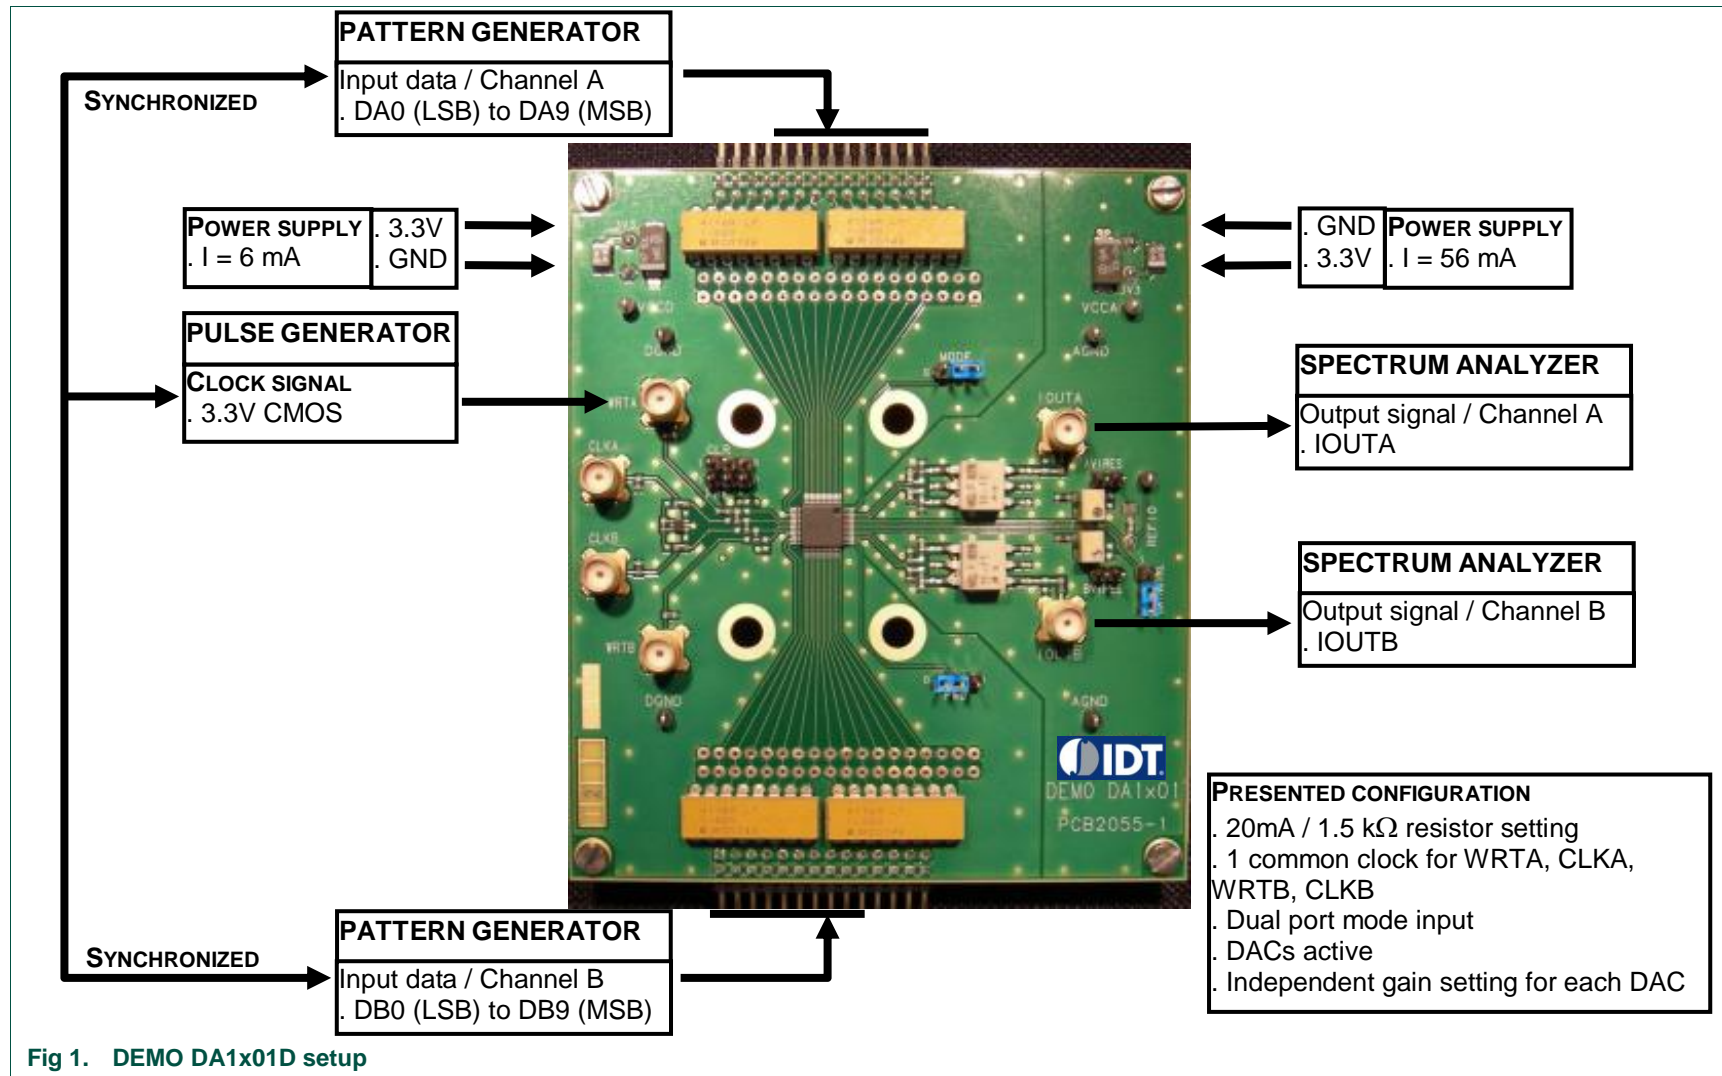 PATTERN GENERATOR
Input data / Channel A
. DA0 (LSB) to DA9 (MSB)
SYNCHRONIZED
POWER SUPPLY
. I = 6 mA
. 3.3V
. GND
. GND
. 3.3V
POWER SUPPLY
. I = 56 mA
PULSE GENERATOR
CLOCK SIGNAL
. 3.3V CMOS
SPECTRUM ANALYZER
Output signal / Channel A
. IOUTA
SPECTRUM ANALYZER
Output signal / Channel B
. IOUTB
VCCA
AGND
MODE
WRTA
IOUTA
CLKA
CLKB
REFIO
WRTB
DGND
AGND
IDT
DEMO DA1x01
PCB2055-1
PRESENTED CONFIGURATION
. 20mA / 1.5 kΩ resistor setting
. 1 common clock for WRTA, CLKA,
WRTB, CLKB
. Dual port mode input
. DACs active
. Independent gain setting for each DAC
SYNCHRONIZED
PATTERN GENERATOR
Input data / Channel B
. DB0 (LSB) to DB9 (MSB)
Fig 1. DEMO DA1x01D setup